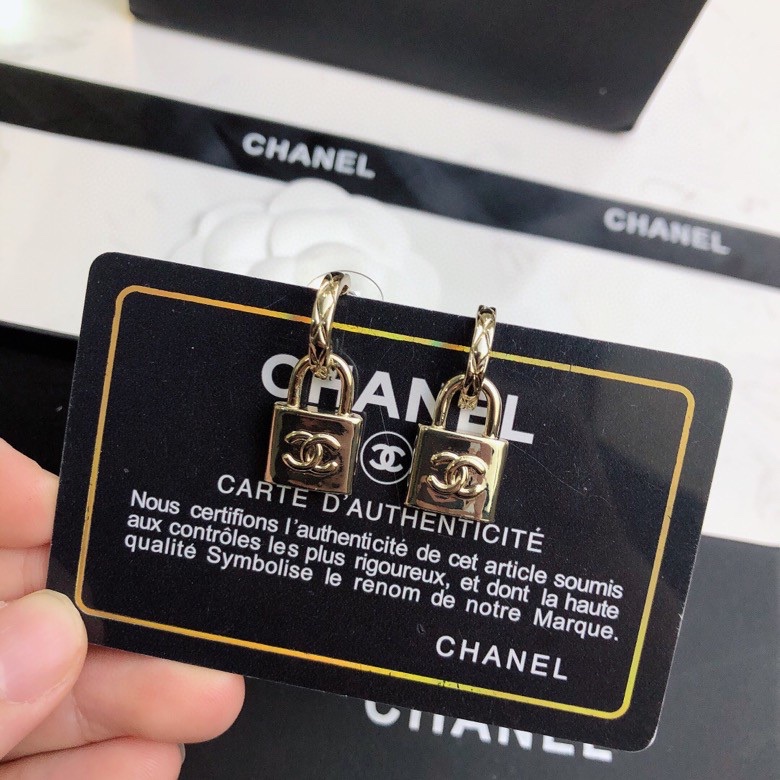 CHANEL
CHANEL
CHANEL
CARTE D'AUTHENTICITÉ
Nous certifions l'authenticité de cet article soumis
aux contrôles les plus rigoureux, et dont la haute
qualité Symbolise le renom de notre Marque.
CHANEL
CHANEL